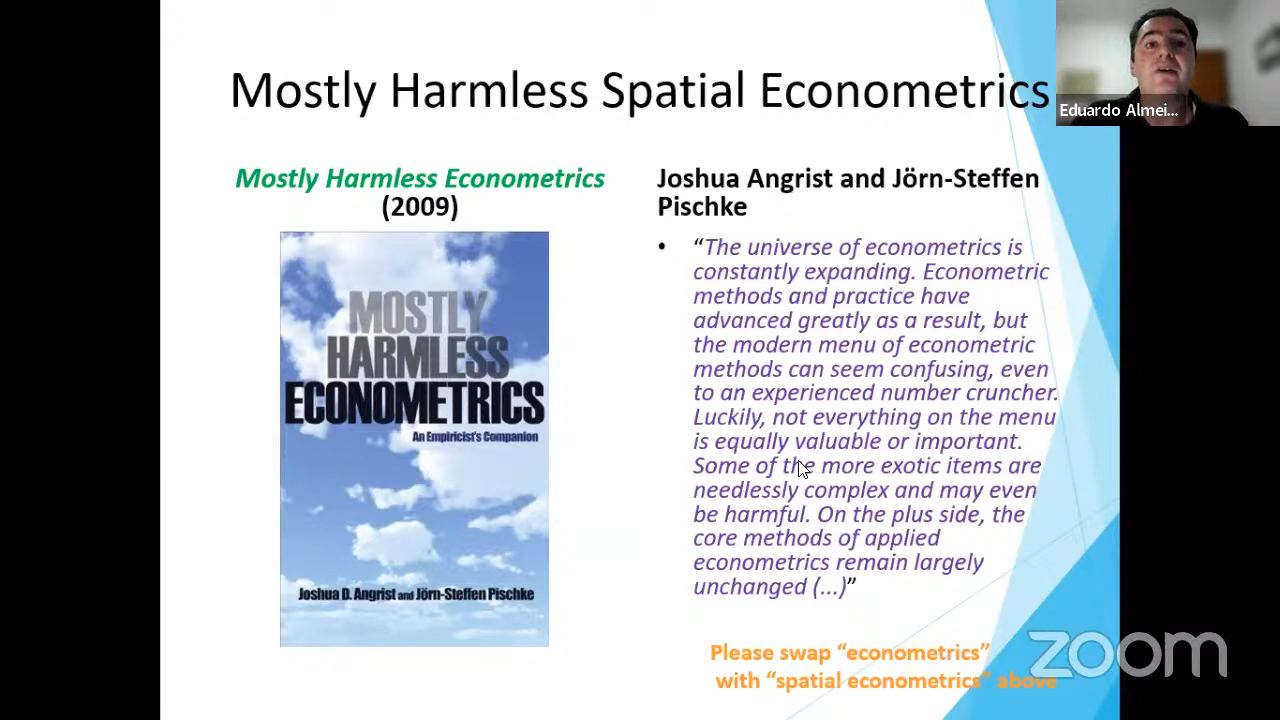 Mostly Harmless Spatial Econometrics
Eduardo Almei...
Mostly Harmless Econometrics
(2009)
MOSTLY
HARMLESS
ECONOMETRICS
An Empiricist's Companion
Joshua D. Angrist and Jörn-Steffen Pischke
Joshua Angrist and Jörn-Steffen
Pischke
• “The universe of econometrics is
constantly expanding. Econometric
methods and practice have
advanced greatly as a result, but
the modern menu of econometric
methods can seem confusing, even
to an experienced number cruncher.
Luckily, not everything on the menu
is equally valuable or important.
Some of the more exotic items are
needlessly complex and may even
be harmful. On the plus side, the
core methods of applied
econometrics remain largely
unchanged (...)”
Please swap “econometrics”
with “spatial econometrics” above
zoom